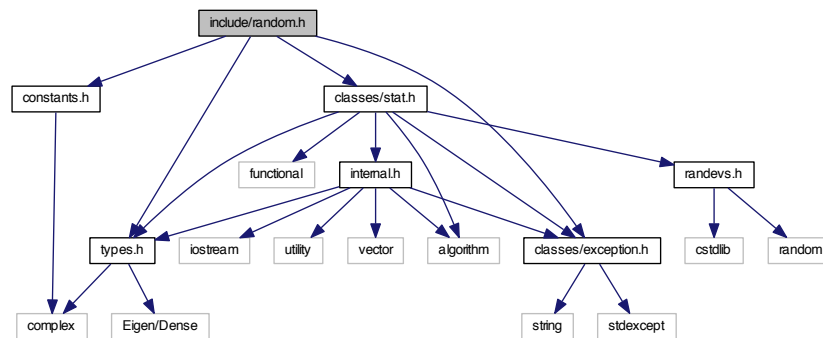 include/random.h
constants.h
classes/stat.h
functional
internal.h
randevs.h
types.h
iostream
utility
vector
algorithm
classes/exception.h
cstdlib
random
complex
Eigen/Dense
string
stdexcept